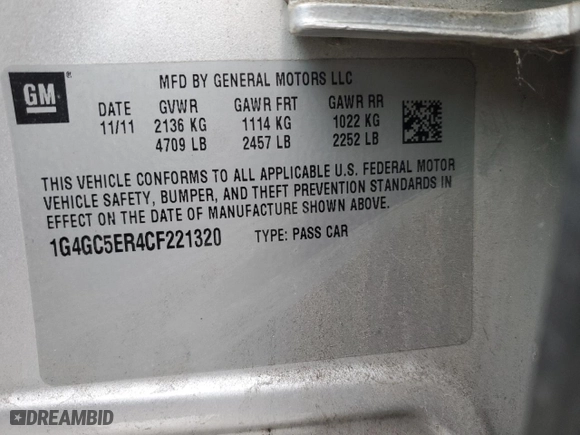 GM
MFD BY GENERAL MOTORS LLC
DATE GVWR GAWR FRT GAWR RR
11/11 2136 KG 1114 KG 1022 KG
4709 LB 2457 LB 2252 LB
THIS VEHICLE CONFORMS TO ALL APPLICABLE U.S. FEDERAL MOTOR
VEHICLE SAFETY, BUMPER, AND THEFT PREVENTION STANDARDS IN
EFFECT ON THE DATE OF MANUFACTURE SHOWN ABOVE.
1G4GC5ER4CF221320 TYPE: PASS CAR
DREAMBID